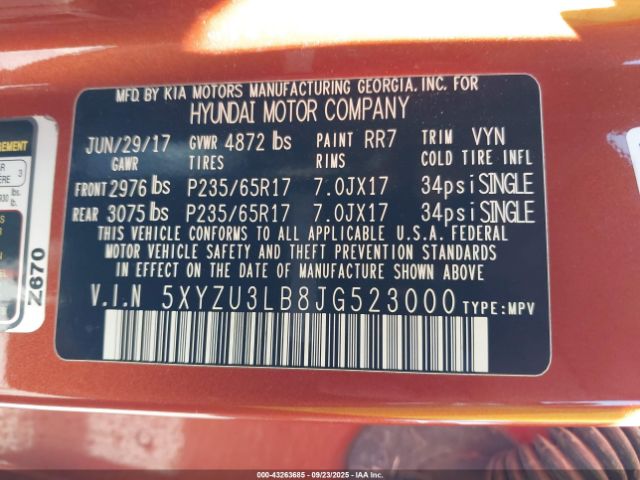 MFD. BY KIA MOTORS MANUFACTURING GEORGIA, INC. FOR
HYUNDAI MOTOR COMPANY
JUN/29/17 GVWR 4872 lbs PAINT RR7 TRIM VYN
GAWR TIRES RIMS COLD TIRE INFL
FRONT 2976 lbs P235/65R17 7.0JX17 34psi SINGLE
REAR 3075 lbs P235/65R17 7.0JX17 34psi SINGLE
THIS VEHICLE CONFORMS TO ALL APPLICABLE U.S.A. FEDERAL
MOTOR VEHICLE SAFETY AND THEFT PREVENTION STANDARDS
IN EFFECT ON THE DATE OF MANUFACTURE SHOWN ABOVE.
V.I.N 5XYZU3LB8JG523000 TYPE:MPV
Z670
000-43263685 - 09/23/2025 - IAAI.com - Copyright